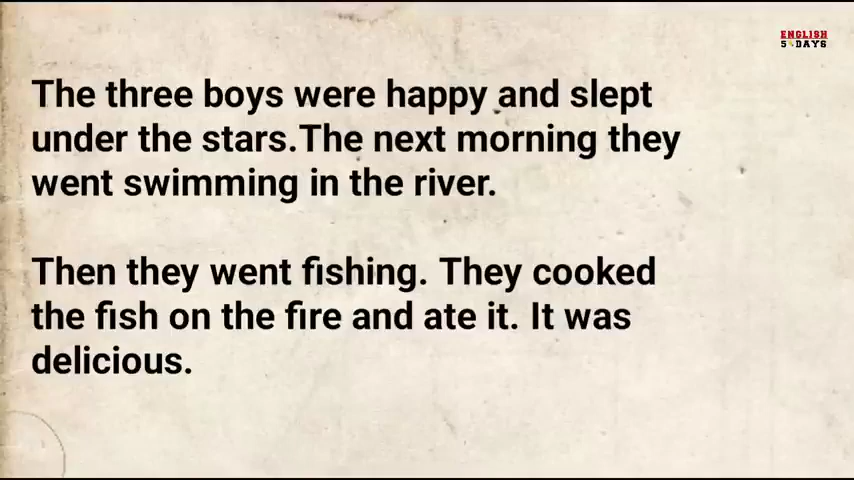 ENGLISH
5 DAYS
The three boys were happy and slept
under the stars.The next morning they
went swimming in the river.
Then they went fishing. They cooked
the fish on the fire and ate it. It was
delicious.